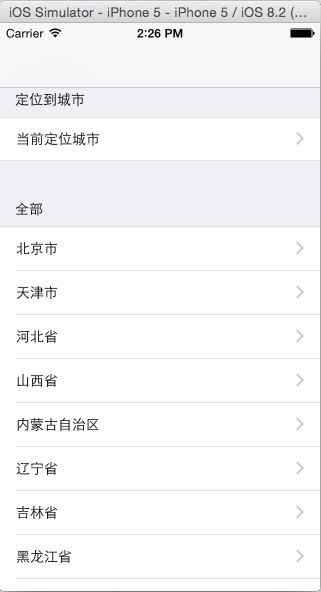 iOS Simulator - iPhone 5 - iPhone 5 / iOS 8.2 (...
Carrier 2:26 PM
定位到城市
当前定位城市
全部
北京市
天津市
河北省
山西省
内蒙古自治区
辽宁省
吉林省
黑龙江省